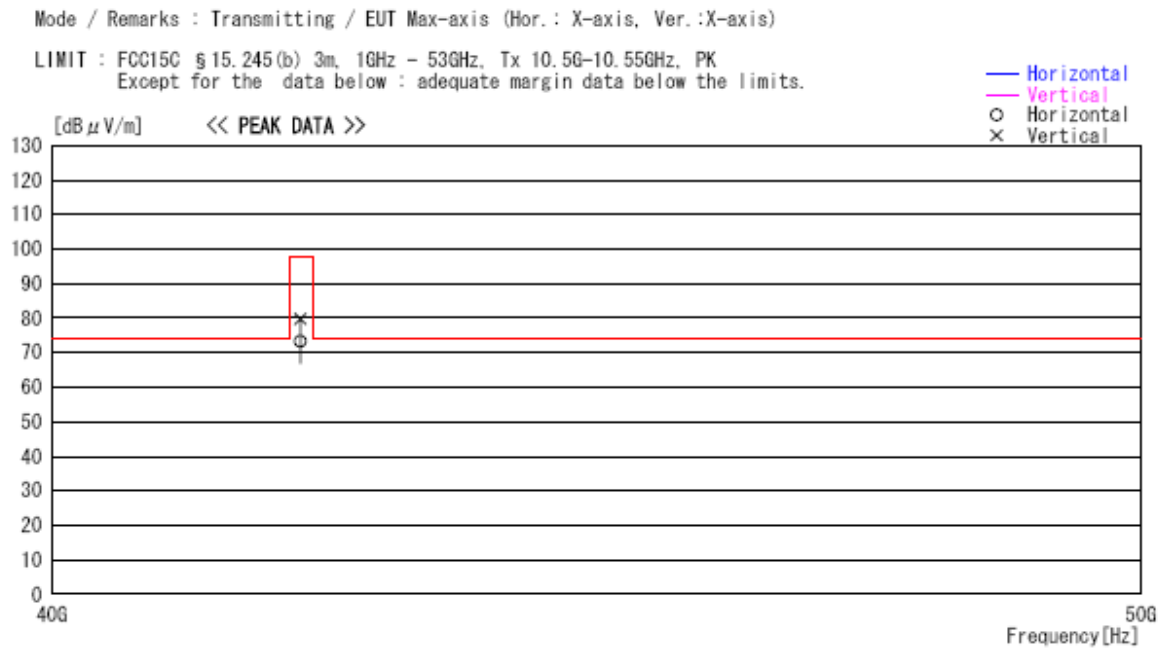 Mode / Remarks : Transmitting / EUT Max-axis (Hor.: X-axis, Ver.:X-axis)
LIMIT : FCC15C §15.245(b) 3m, 1GHz - 53GHz, Tx 10.5G-10.55GHz, PK
Except for the data below : adequate margin data below the limits.
Horizontal
Vertical
Horizontal
Vertical
[dBμV/m] << PEAK DATA >>
130
120
110
100
90
80
70
60
50
40
30
20
10
0
40G 50G
Frequency[Hz]